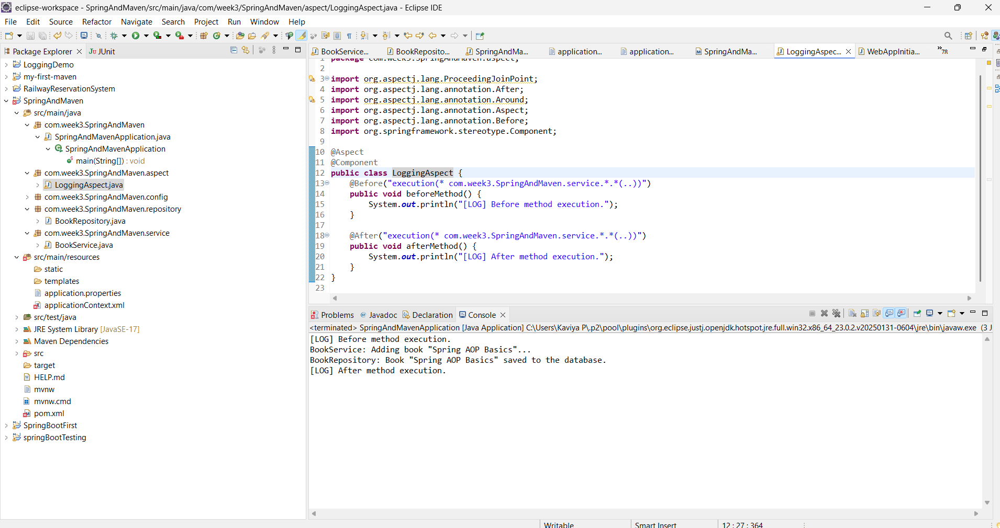 eclipse-workspace - SpringAndMaven/src/main/java/com/week3/SpringAndMaven/aspect/LoggingAspect.java - Eclipse IDE
File Edit Source Refactor Navigate Search Project Run Window Help
Package Explorer
JUnit
LoggingDemo
my-first-maven
RailwayReservationSystem
SpringAndMaven
src/main/java
com.week3.SpringAndMaven
SpringAndMavenApplication.java
SpringAndMavenApplication
main(String[]) : void
com.week3.SpringAndMaven.aspect
LoggingAspect.java
com.week3.SpringAndMaven.config
com.week3.SpringAndMaven.repository
BookRepository.java
com.week3.SpringAndMaven.service
BookService.java
src/main/resources
static
templates
application.properties
applicationContext.xml
src/test/java
JRE System Library [JavaSE-17]
Maven Dependencies
src
target
HELP.md
mvnw
mvnw.cmd
pom.xml
SpringBootFirst
springBootTesting
BookService... BookReposito... SpringAndMa... application... application... SpringAndMa... LoggingAspec... WebAppInitia... »78
1 package com.week3.SpringAndMaven.aspect;
2
3 import org.aspectj.lang.ProceedingJoinPoint;
4 import org.aspectj.lang.annotation.After;
5 import org.aspectj.lang.annotation.Around;
6 import org.aspectj.lang.annotation.Aspect;
7 import org.aspectj.lang.annotation.Before;
8 import org.springframework.stereotype.Component;
9
10 @Aspect
11 @Component
12 public class LoggingAspect {
13 @Before("execution(* com.week3.SpringAndMaven.service.*.*(..))")
14 public void beforeMethod() {
15 System.out.println("[LOG] Before method execution.");
16 }
17
18 @After("execution(* com.week3.SpringAndMaven.service.*.*(..))")
19 public void afterMethod() {
20 System.out.println("[LOG] After method execution.");
21 }
22 }
23
Problems Javadoc Declaration Console
<terminated> SpringAndMavenApplication [Java Application] C:\Users\Kaviya P\.p2\pool\plugins\org.eclipse.justj.openjdk.hotspot.jre.full.win32.x86_64_23.0.2.v20250131-0604\jre\bin\javaw.exe (3 J
[LOG] Before method execution.
BookService: Adding book "Spring AOP Basics"...
BookRepository: Book "Spring AOP Basics" saved to the database.
[LOG] After method execution.
Writable Smart Insert 12 : 27 : 364